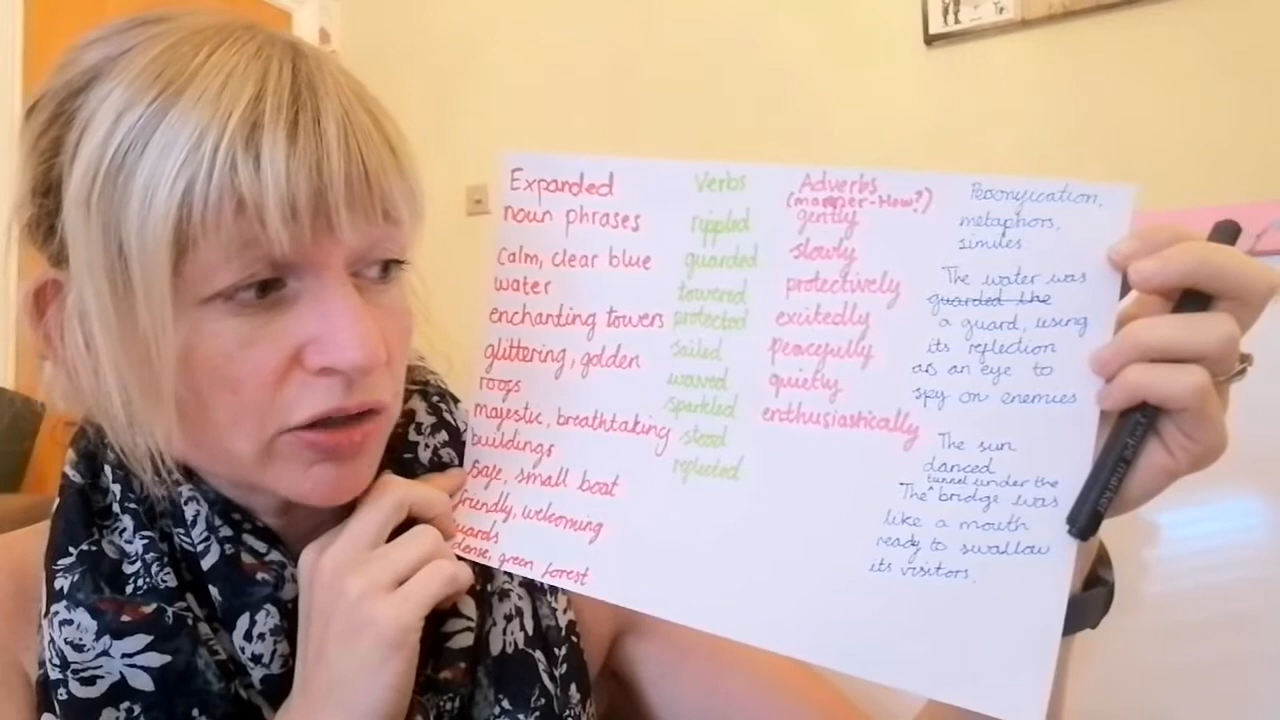 Expanded
noun phrases
calm, clear blue
water
enchanting towers
glittering, golden
roofs
majestic, breathtaking
buildings
safe, small boat
friendly, welcoming
guards
dense, green forest
Verbs
rippled
guarded
towered
protected
sailed
waved
sparkled
stood
reflected
Adverbs
(manner-How?)
gently
slowly
protectively
excitedly
peacefully
quietly
enthusiastically
Personification,
metaphors,
similes
The water was
guarded the
a guard, using
its reflection
as an eye to
spy on enemies
The sun
danced
tunnel under the
The ^ bridge was
like a mouth
ready to swallow
its visitors.